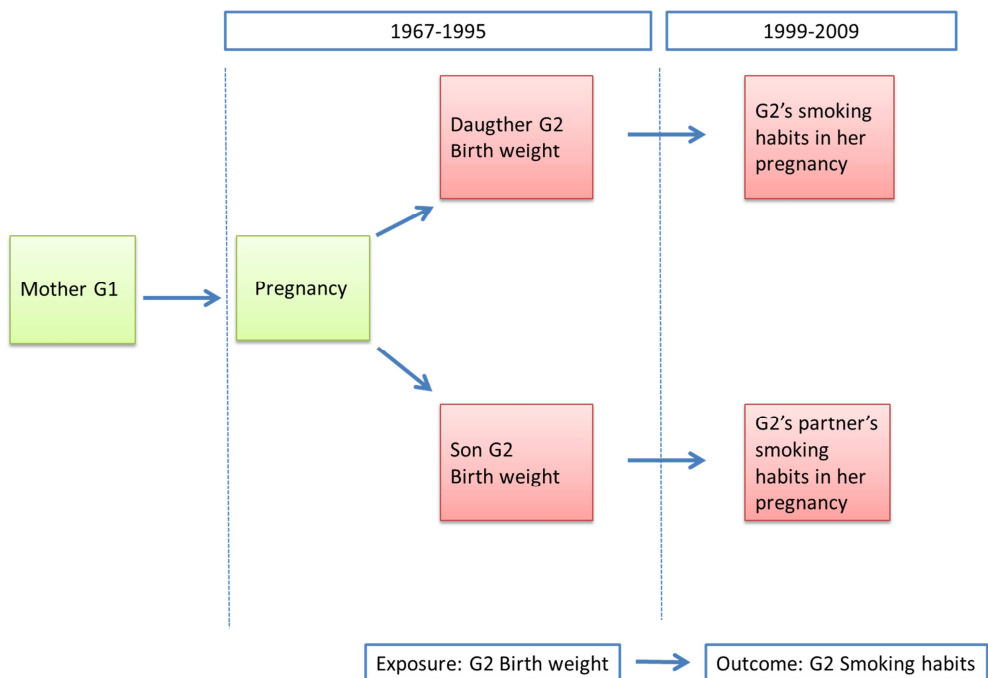 1967-1995
1999-2009
Daugther G2
Birth weight
G2's smoking
habits in her
pregnancy
Mother G1
Pregnancy
Son G2
Birth weight
G2's partner's
smoking
habits in her
pregnancy
Exposure: G2 Birth weight
Outcome: G2 Smoking habits